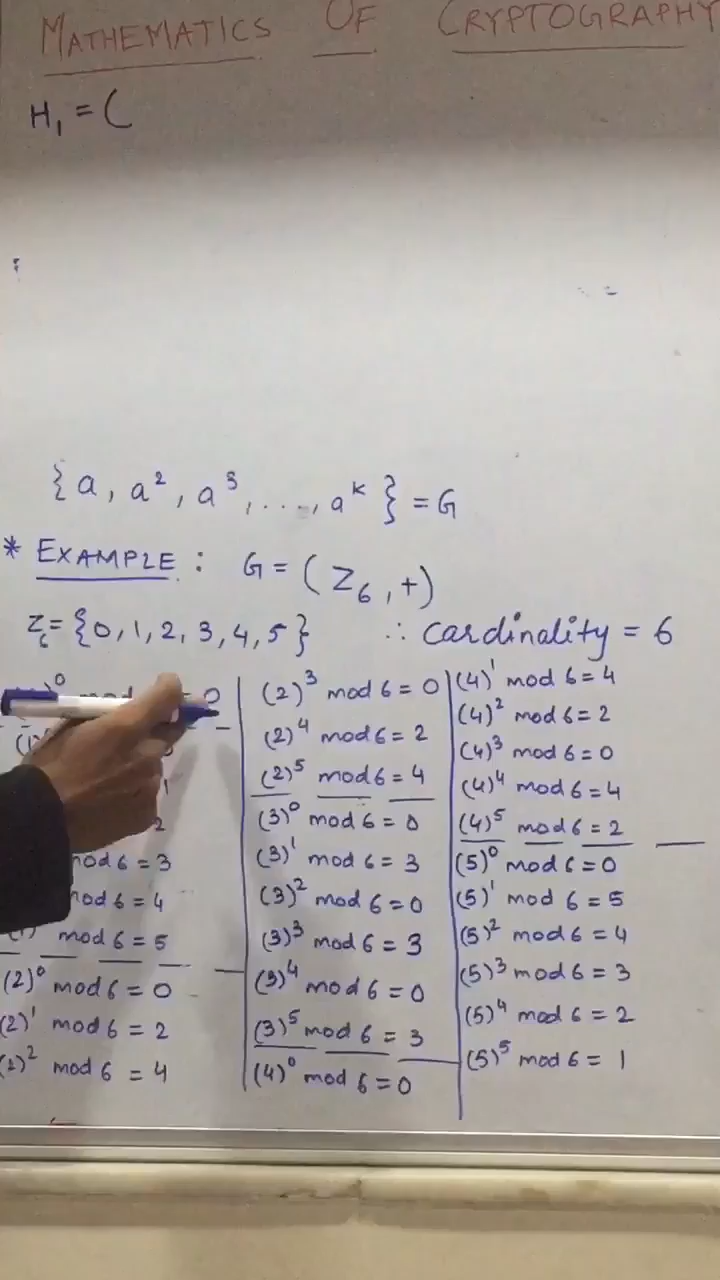 MATHEMATICS OF CRYPTOGRAPHY
H₁ = (
{a, a², a³, ..., aᵏ} = G
* EXAMPLE : G = (Z₆, +)
Z₆ = {0, 1, 2, 3, 4, 5} ∴ cardinality = 6
⁰ mod = 0
1
2
mod 6 = 3
mod 6 = 4
mod 6 = 5
(2)⁰ mod 6 = 0
(2)¹ mod 6 = 2
(2)² mod 6 = 4
(2)³ mod 6 = 0
(2)⁴ mod 6 = 2
(2)⁵ mod 6 = 4
(3)⁰ mod 6 = 0
(3)¹ mod 6 = 3
(3)² mod 6 = 0
(3)³ mod 6 = 3
(3)⁴ mod 6 = 0
(3)⁵ mod 6 = 3
(4)⁰ mod 6 = 0
(4)¹ mod 6 = 4
(4)² mod 6 = 2
(4)³ mod 6 = 0
(4)⁴ mod 6 = 4
(4)⁵ mod 6 = 2
(5)⁰ mod 6 = 0
(5)¹ mod 6 = 5
(5)² mod 6 = 4
(5)³ mod 6 = 3
(5)⁴ mod 6 = 2
(5)⁵ mod 6 = 1